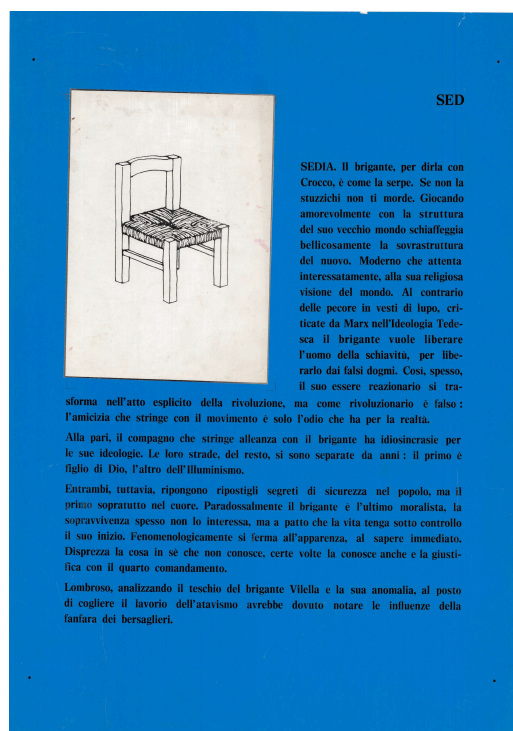 SED
SEDIA. Il brigante, per dirla con
Crocco, è come la serpe. Se non la
stuzzichi non ti morde. Giocando
amorevolmente con la struttura
del suo vecchio mondo schiaffeggia
bellicosamente la sovrastruttura
del nuovo. Moderno che attenta
interessatamente, alla sua religiosa
visione del mondo. Al contrario
delle pecore in vesti di lupo, cri-
ticate da Marx nell'Ideologia Tede-
sca il brigante vuole liberare
l'uomo della schiavitù, per libe-
rarlo dai falsi dogmi. Così, spesso,
il suo essere reazionario si tra-
sforma nell'atto esplicito della rivoluzione, ma come rivoluzionario è falso :
l'amicizia che stringe con il movimento è solo l'odio che ha per la realtà.
Alla pari, il compagno che stringe alleanza con il brigante ha idiosincrasie per
le sue ideologie. Le loro strade, del resto, si sono separate da anni : il primo è
figlio di Dio, l'altro dell'Illuminismo.
Entrambi, tuttavia, ripongono ripostigli segreti di sicurezza nel popolo, ma il
primo sopratutto nel cuore. Paradossalmente il brigante è l'ultimo moralista, la
sopravvivenza spesso non lo interessa, ma a patto che la vita tenga sotto controllo
il suo inizio. Fenomenologicamente si ferma all'apparenza, al sapere immediato.
Disprezza la cosa in sé che non conosce, certe volte la conosce anche e la giusti-
fica con il quarto comandamento.
Lombroso, analizzando il teschio del brigante Vilella e la sua anomalia, al posto
di cogliere il lavorio dell'atavismo avrebbe dovuto notare le influenze della
fanfara dei bersaglieri.